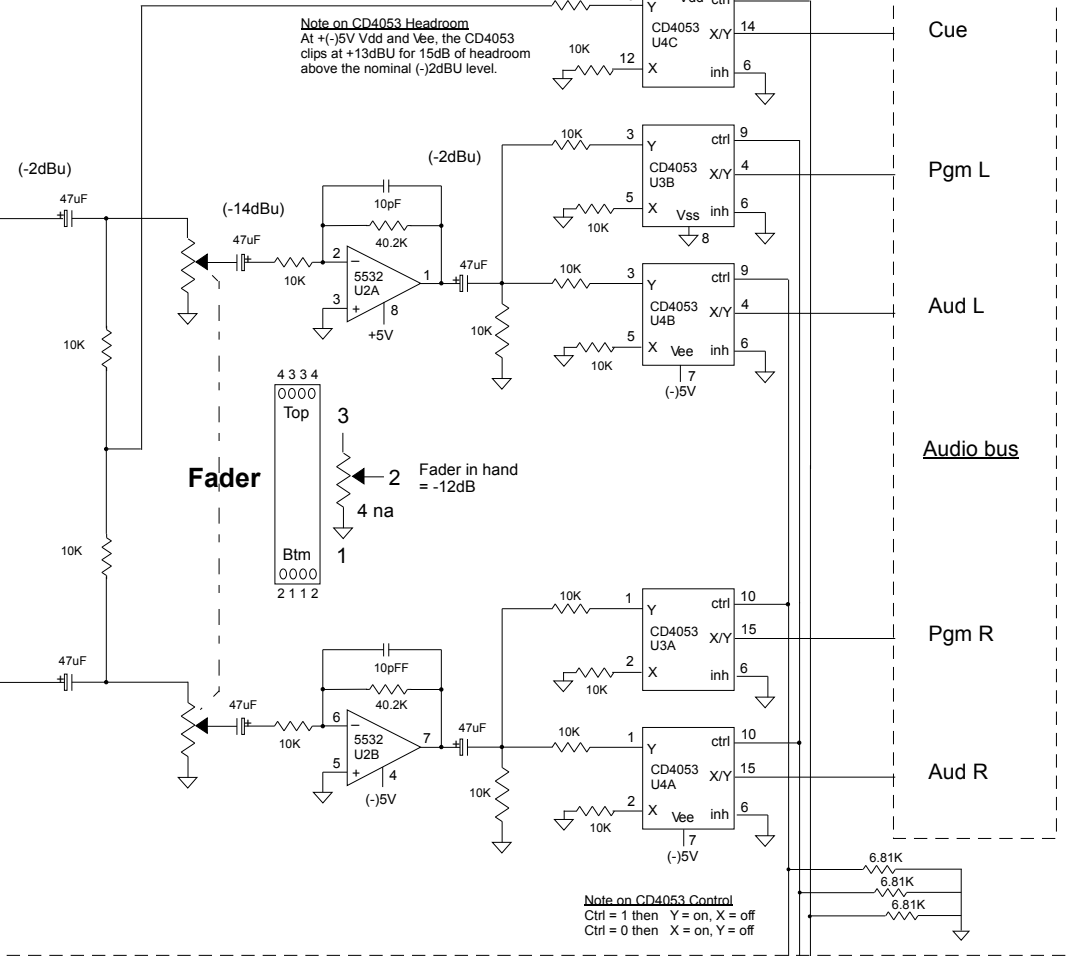 Note on CD4053 Headroom
At +(-)5V Vdd and Vee, the CD4053
clips at +13dBU for 15dB of headroom
above the nominal (-)2dBU level.
Y
ctrl
CD4053
U4C
X/Y
14
Cue
10K
12
X
inh
6
(-2dBu)
47uF
+
(-14dBu)
47uF
+
10K
(-2dBu)
10pF
40.2K
2
−
5532
U2A
1
3
+
8
+5V
47uF
+
10K
10K
3
Y
ctrl
9
CD4053
U3B
X/Y
4
Pgm L
5
X
10K
Vss
inh
6
8
10K
3
Y
ctrl
9
CD4053
U4B
X/Y
4
Aud L
5
X
10K
Vee
inh
6
7
(-)5V
10K
4 3 3 4
Top
3
Fader
2
Fader in hand
= -12dB
4 na
Btm
1
2 1 1 2
Audio bus
10K
47uF
+
47uF
+
10K
10pFF
40.2K
6
−
5532
U2B
7
5
+
4
(-)5V
47uF
+
10K
10K
1
Y
ctrl
10
CD4053
U3A
X/Y
15
Pgm R
2
X
10K
inh
6
10K
1
Y
ctrl
10
CD4053
U4A
X/Y
15
Aud R
2
X
10K
Vee
inh
6
7
(-)5V
6.81K
6.81K
6.81K
Note on CD4053 Control
Ctrl = 1 then Y = on, X = off
Ctrl = 0 then X = on, Y = off